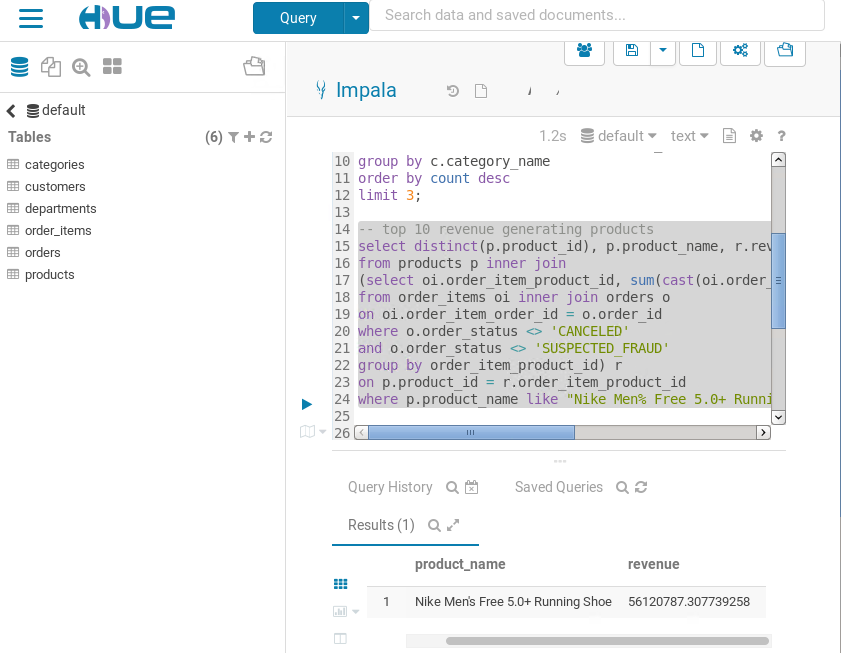 HUE
Query
Search data and saved documents...
Impala
default
Tables
(6)
categories
customers
departments
order_items
orders
products
1.2s
default
text
?
10 group by c.category_name
11 order by count desc
12 limit 3;
13
14 -- top 10 revenue generating products
15 select distinct(p.product_id), p.product_name, r.rev
16 from products p inner join
17 (select oi.order_item_product_id, sum(cast(oi.order_
18 from order_items oi inner join orders o
19 on oi.order_item_order_id = o.order_id
20 where o.order_status <> 'CANCELED'
21 and o.order_status <> 'SUSPECTED_FRAUD'
22 group by order_item_product_id) r
23 on p.product_id = r.order_item_product_id
24 where p.product_name like "Nike Men% Free 5.0+ Runni
25
26
Query History
Saved Queries
Results (1)
product_name revenue
1 Nike Men's Free 5.0+ Running Shoe 56120787.307739258